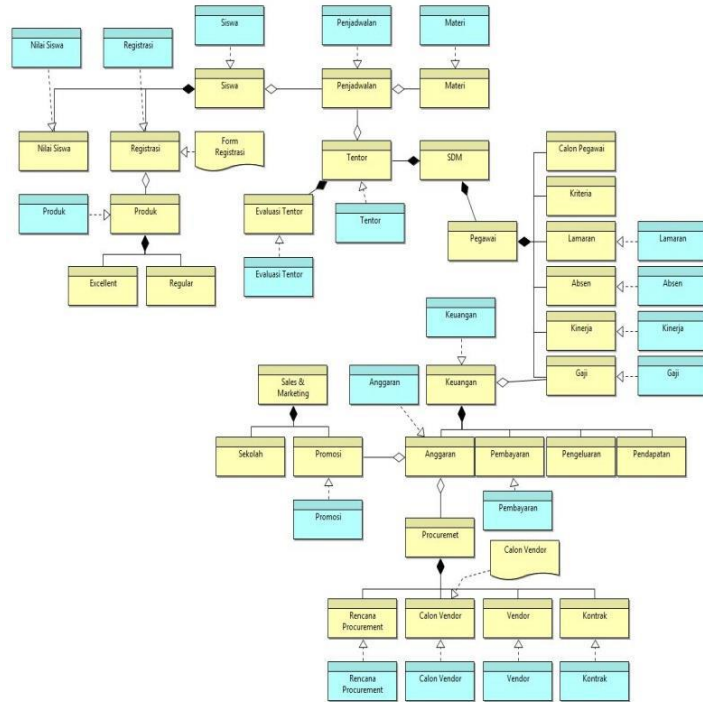 Siswa
Penjadwalan
Materi
Nilai Siswa
Registrasi
Siswa
Penjadwalan
Materi
Nilai Siswa
Registrasi
Form
Registrasi
Tentor
SDM
Calon Pegawai
Kriteria
Produk
Produk
Evaluasi Tentor
Tentor
Pegawai
Lamaran
Lamaran
Excellent
Regular
Evaluasi Tentor
Absen
Absen
Keuangan
Kinerja
Kinerja
Sales &
Marketing
Anggaran
Keuangan
Gaji
Gaji
Sekolah
Promosi
Anggaran
Pembayaran
Pengeluaran
Pendapatan
Promosi
Pembayaran
Procuremet
Calon Vendor
Rencana
Procurement
Calon Vendor
Vendor
Kontrak
Rencana
Procurement
Calon Vendor
Vendor
Kontrak